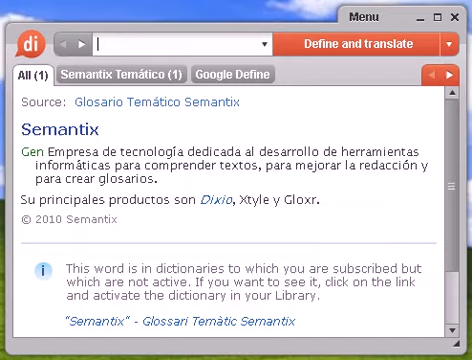 Menu
di
Define and translate
All (1)
Semantix Temático (1)
Google Define
Source: Glosario Temático Semantix
Semantix
Gen Empresa de tecnología dedicada al desarrollo de herramientas
informáticas para comprender textos, para mejorar la redacción y
para crear glosarios.
Su principales productos son Dixio, Xtyle y Gloxr.
© 2010 Semantix
i
This word is in dictionaries to which you are subscribed but
which are not active. If you want to see it, click on the link
and activate the dictionary in your Library.
"Semantix" - Glossari Temàtic Semantix